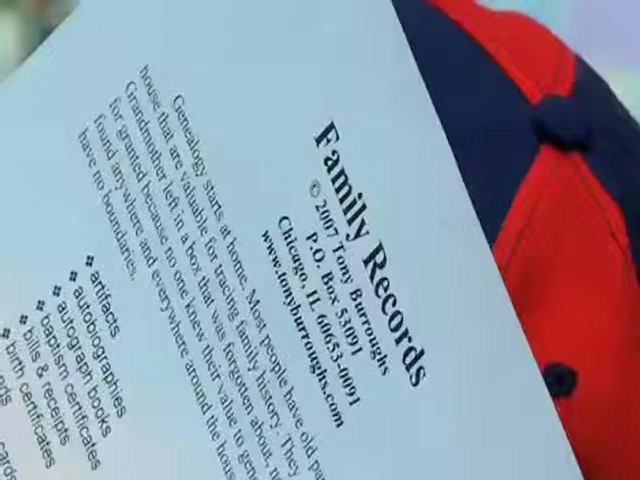 Family Records
© 2007 Tony Burroughs
P.O. Box 53091
Chicago, IL 60653-0091
www.tonyburroughs.com
Genealogy starts at home. Most people have old
house that are valuable for tracing family history. They
Grandmother left in a box that was forgotten about,
for granted because no one knew their value to
found anywhere and everywhere around the
have no boundaries.
❖ artifacts
❖ autobiographies
❖ autograph books
❖ baptism certificates
❖ bills & receipts
❖ birth certificates